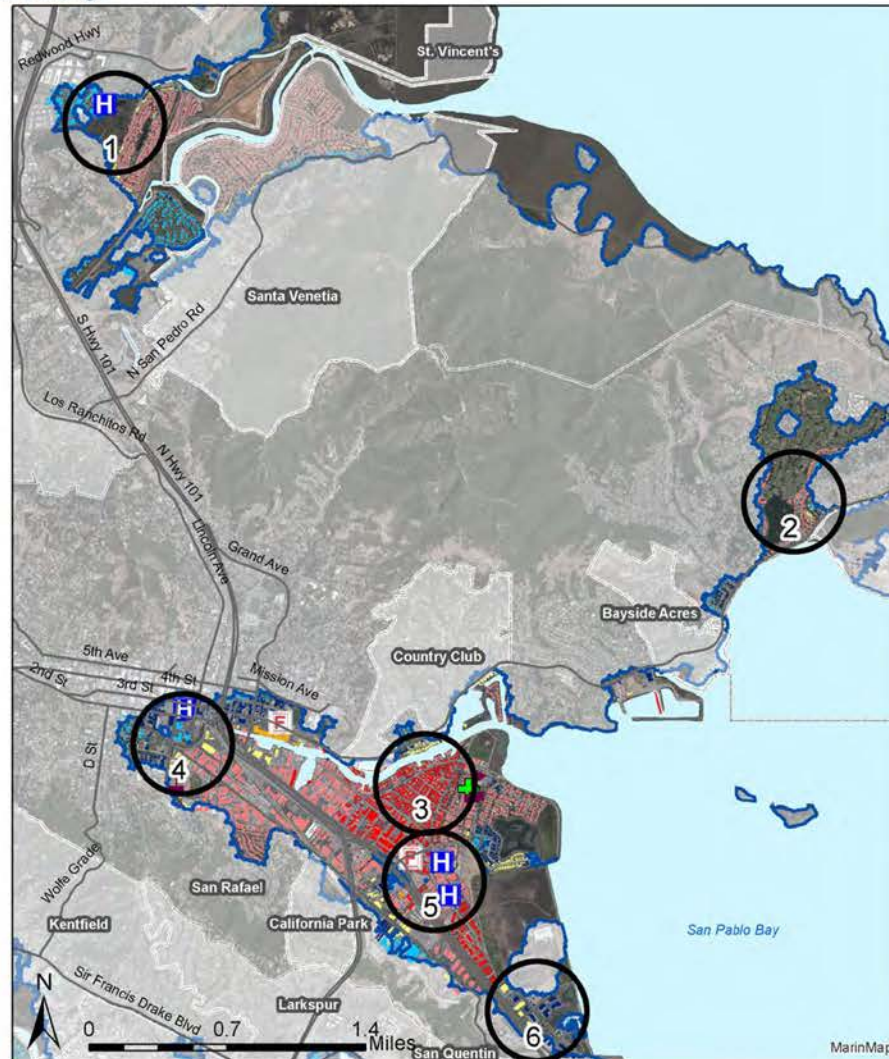 St. Vincent's
Redwood Hwy
H
1
Santa Venetia
N San Pedro Rd
S Hwy 101
Los Ranchitos Rd
N Hwy 101
Lincoln Ave
Grand Ave
2
Bayside Acres
Country Club
5th Ave
4th St
Mission Ave
2nd St
3rd St
H
F
4
D St
3
F
H
H
5
Wolfe Grade
San Rafael
Kentfield
California Park
San Pablo Bay
N
Sir Francis Drake Blvd
Larkspur
6
0 0.7 1.4
Miles
San Quentin
MarinMap